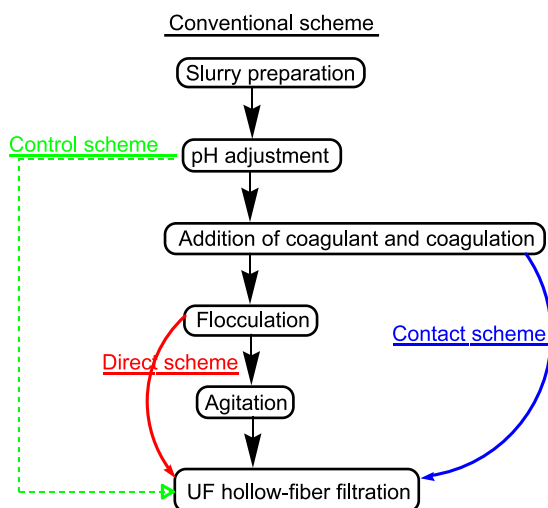 Conventional scheme
Slurry preparation
Control scheme
pH adjustment
Addition of coagulant and coagulation
Flocculation
Contact scheme
Direct scheme
Agitation
UF hollow-fiber filtration